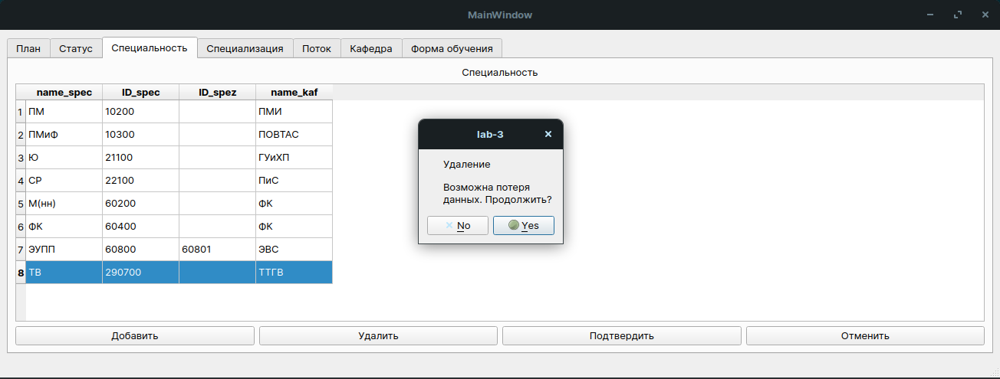 MainWindow
План Статус Специальность Специализация Поток Кафедра Форма обучения
Специальность
name_spec ID_spec ID_spez name_kaf
1 ПМ 10200 ПМИ
2 ПМиФ 10300 ПОВТАС
3 Ю 21100 ГУиХП
4 СР 22100 ПиС
5 М(нн) 60200 ФК
6 ФК 60400 ФК
7 ЭУПП 60800 60801 ЭВС
8 ТВ 290700 ТТГВ
lab-3
Удаление
Возможна потеря
данных. Продолжить?
No Yes
Добавить Удалить Подтвердить Отменить